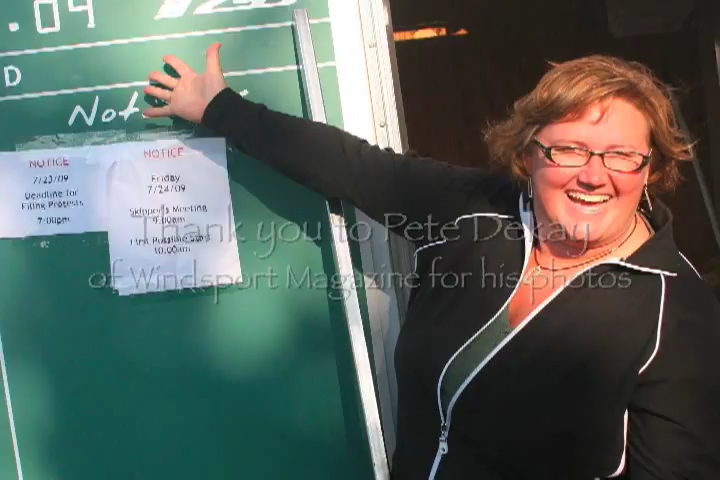 .04
D
Not
NOTICE
7/23/09
Deadline for
Filing Protests
7:00pm
NOTICE
Friday
7/24/09
Skipper's Meeting
9:00am
First Possible Start
10:00am
Thank you to Pete Dekay
of Windsport Magazine for his photos